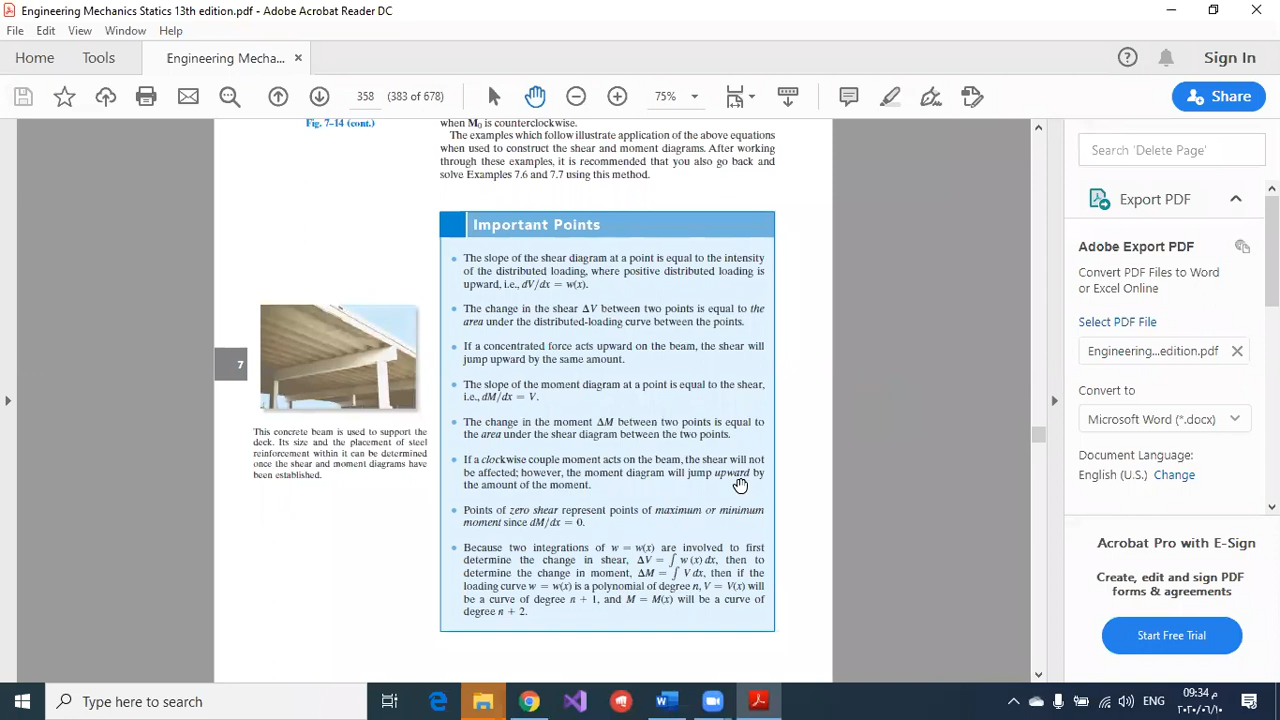 Engineering Mechanics Statics 13th edition.pdf - Adobe Acrobat Reader DC
File Edit View Window Help
Home Tools Engineering Mecha... ×
358 (383 of 678) 75% Sign In
Share
Fig. 7–14 (cont.)
when M₀ is counterclockwise.
The examples which follow illustrate application of the above equations
when used to construct the shear and moment diagrams. After working
through these examples, it is recommended that you also go back and
solve Examples 7.6 and 7.7 using this method.
Important Points
• The slope of the shear diagram at a point is equal to the intensity
of the distributed loading, where positive distributed loading is
upward, i.e., dV/dx = w(x).
• The change in the shear ΔV between two points is equal to the
area under the distributed-loading curve between the points.
• If a concentrated force acts upward on the beam, the shear will
jump upward by the same amount.
• The slope of the moment diagram at a point is equal to the shear,
i.e., dM/dx = V.
• The change in the moment ΔM between two points is equal to
the area under the shear diagram between the two points.
• If a clockwise couple moment acts on the beam, the shear will not
be affected; however, the moment diagram will jump upward by
the amount of the moment.
• Points of zero shear represent points of maximum or minimum
moment since dM/dx = 0.
• Because two integrations of w = w(x) are involved to first
determine the change in shear, ΔV = ∫ w (x) dx, then to
determine the change in moment, ΔM = ∫ V dx, then if the
loading curve w = w(x) is a polynomial of degree n, V = V(x) will
be a curve of degree n + 1, and M = M(x) will be a curve of
degree n + 2.
7
This concrete beam is used to support the
deck. Its size and the placement of steel
reinforcement within it can be determined
once the shear and moment diagrams have
been established.
Search 'Delete Page'
Export PDF
Adobe Export PDF
Convert PDF Files to Word
or Excel Online
Select PDF File
Engineering...edition.pdf ×
Convert to
Microsoft Word (*.docx)
Document Language:
English (U.S.) Change
Acrobat Pro with E-Sign
Create, edit and sign PDF
forms & agreements
Start Free Trial
Type here to search
ENG
09:34 م